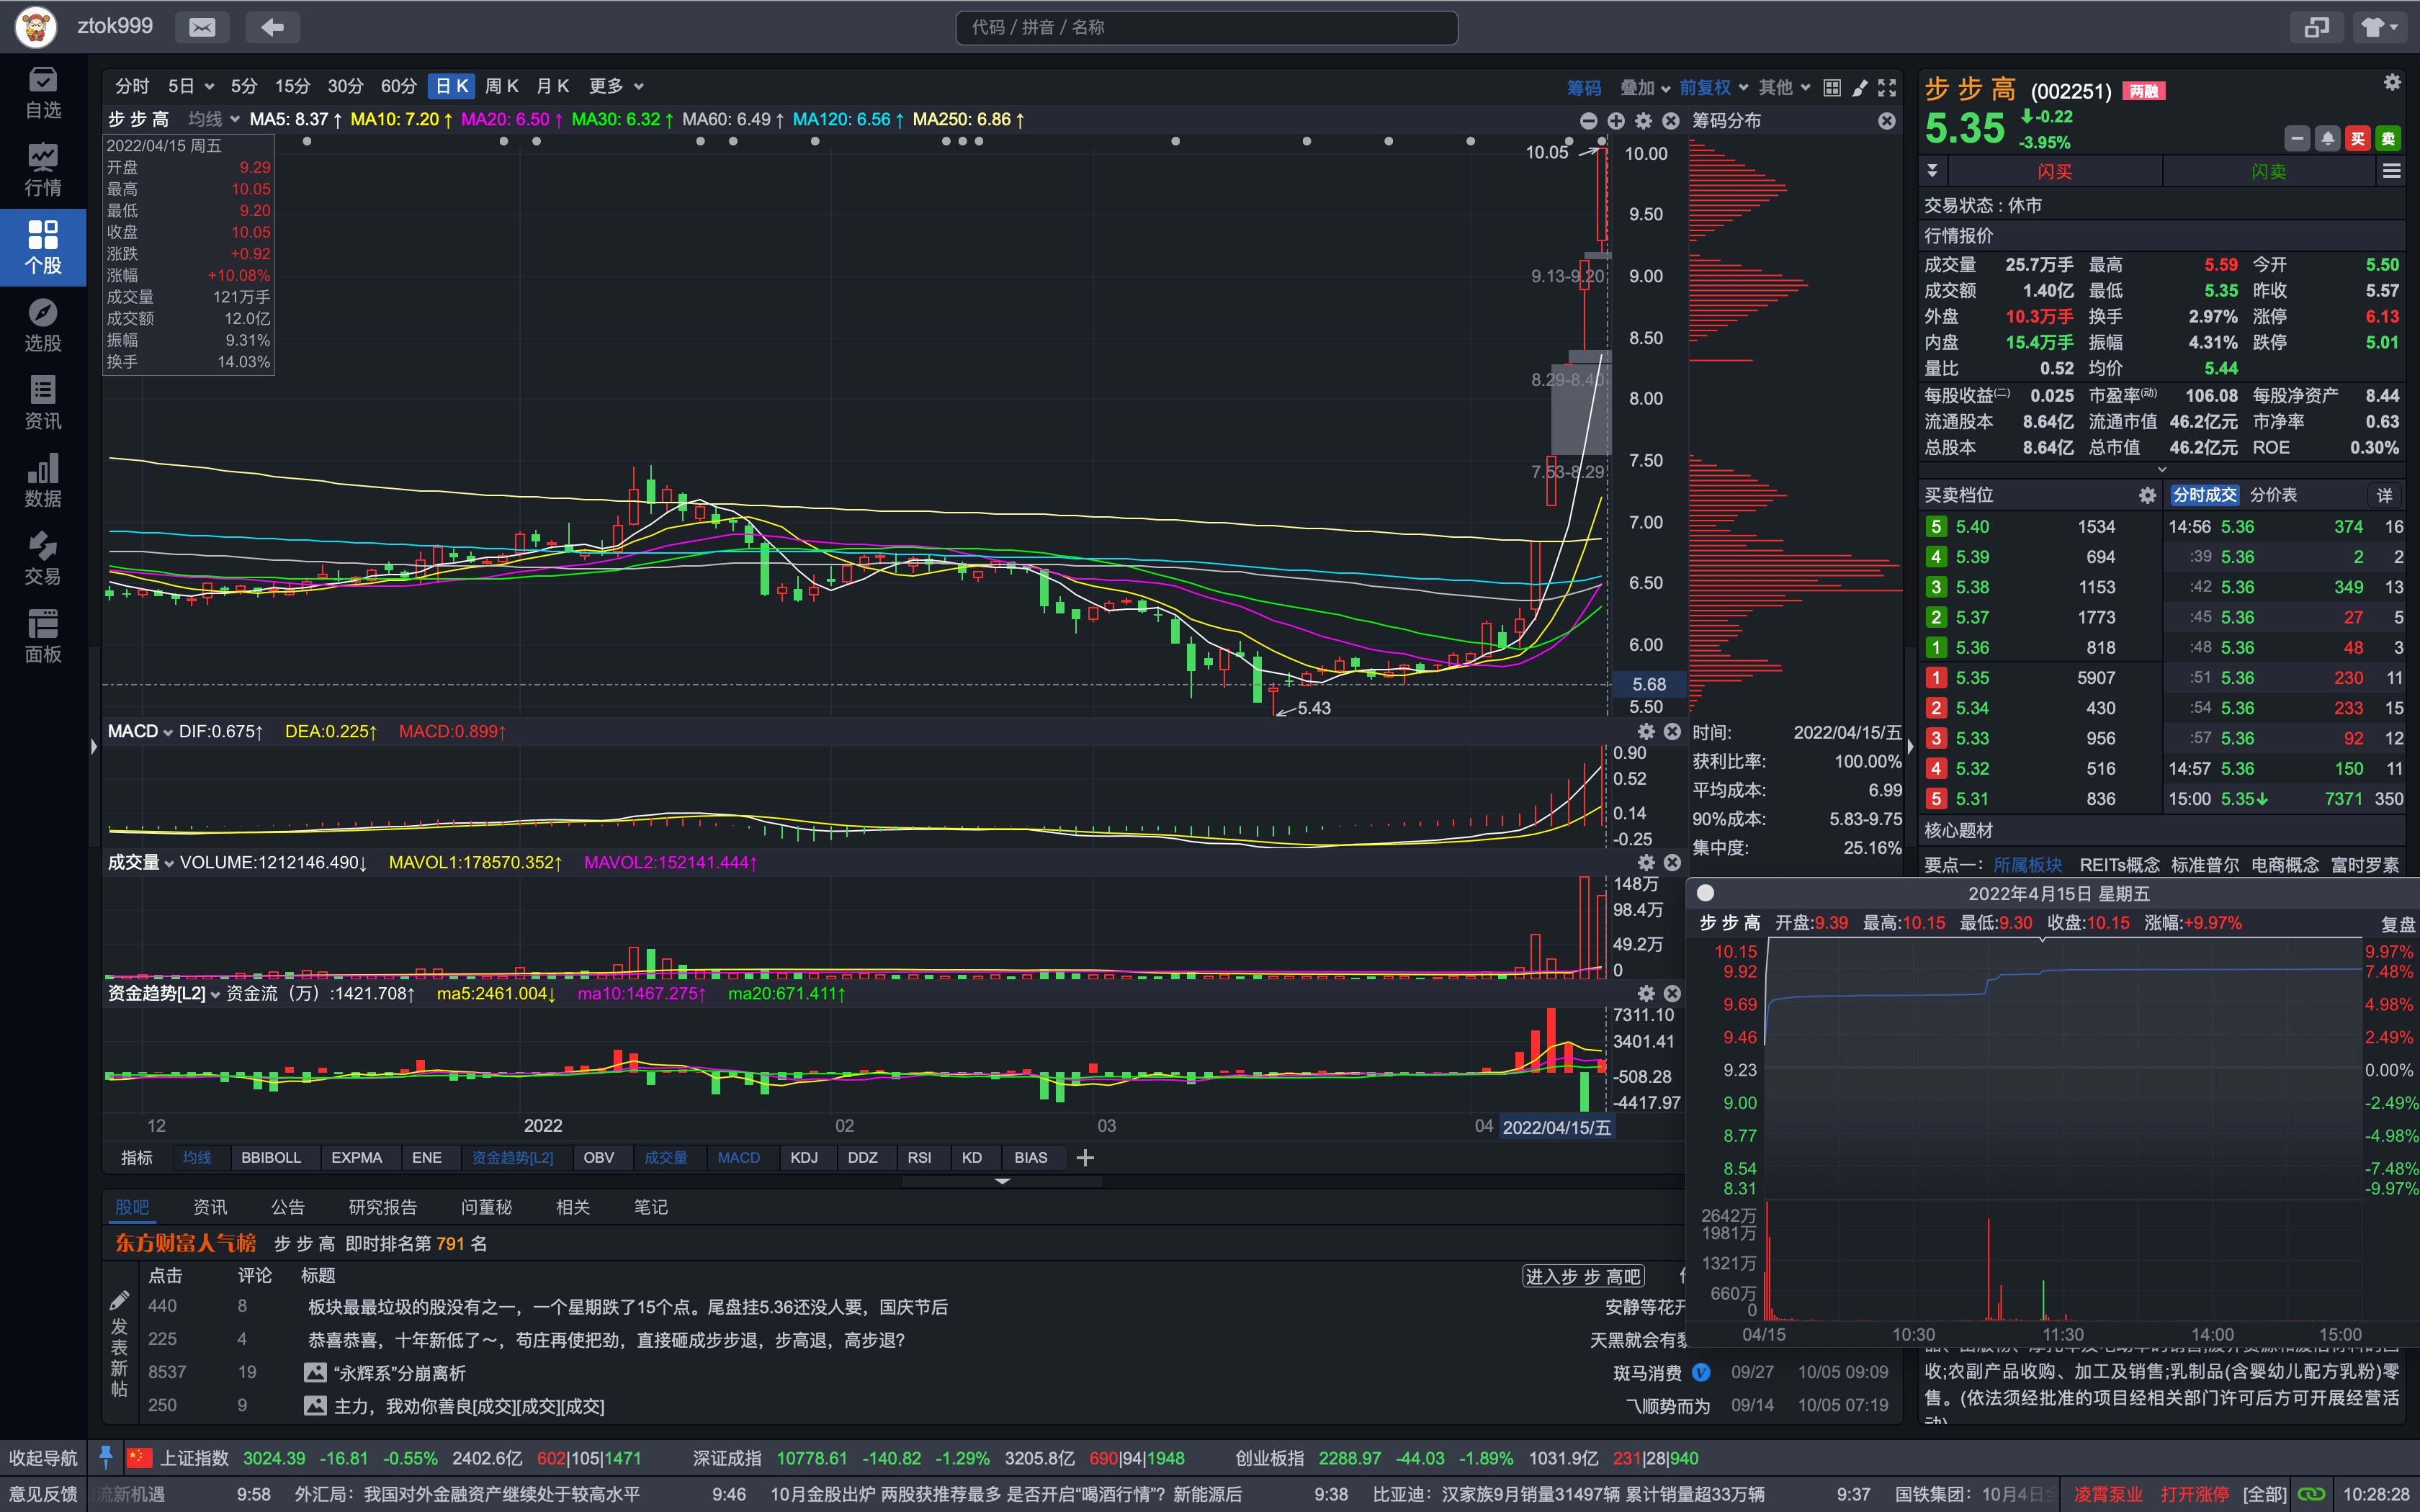 ztok999
代码 / 拼音 / 名称
自选
行情
个股
选股
资讯
数据
交易
面板
分时 5日 5分 15分 30分 60分 日K 周K 月K 更多
筹码 叠加 前复权 其他
步步高 均线 MA5: 8.37↑ MA10: 7.20↑ MA20: 6.50↑ MA30: 6.32↑ MA60: 6.49↑ MA120: 6.56↑ MA250: 6.86↑
筹码分布
2022/04/15 周五
开盘 9.29
最高 10.05
最低 9.20
收盘 10.05
涨跌 +0.92
涨幅 +10.08%
成交量 121万手
成交额 12.0亿
振幅 9.31%
换手 14.03%
10.05
9.13-9.20
8.29-8.40
7.53-8.29
5.43
10.00
9.50
9.00
8.50
8.00
7.50
7.00
6.50
6.00
5.68
5.50
MACD DIF:0.675↑ DEA:0.225↑ MACD:0.899↑
0.90
0.52
0.14
-0.25
成交量 VOLUME:1212146.490↓ MAVOL1:178570.352↑ MAVOL2:152141.444↑
148万
98.4万
49.2万
0
资金趋势[L2] 资金流（万）:1421.708↑ ma5:2461.004↓ ma10:1467.275↑ ma20:671.411↑
7311.10
3401.41
-508.28
-4417.97
12 2022 02 03 04 2022/04/15/五
指标 均线 BBIBOLL EXPMA ENE 资金趋势[L2] OBV 成交量 MACD KDJ DDZ RSI KD BIAS
时间: 2022/04/15/五
获利比率: 100.00%
平均成本: 6.99
90%成本: 5.83-9.75
集中度: 25.16%
股吧 资讯 公告 研究报告 问董秘 相关 笔记
东方财富人气榜 步步高 即时排名第 791 名
点击 评论 标题
进入步步高吧
发表新帖
440 8 板块最最垃圾的股没有之一，一个星期跌了15个点。尾盘挂5.36还没人要，国庆节后 安静等花开
225 4 恭喜恭喜，十年新低了～，苟庄再使把劲，直接砸成步步退，步高退，高步退? 天黑就会有
8537 19 “永辉系”分崩离析 斑马消费 V 09/27 10/05 09:09
250 9 主力，我劝你善良[成交][成交][成交] 乁顺势而为 09/14 10/05 07:19
步步高 (002251) 两融
5.35 -0.22
-3.95%
买 卖
闪买 闪卖
交易状态 : 休市
行情报价
成交量 25.7万手 最高 5.59 今开 5.50
成交额 1.40亿 最低 5.35 昨收 5.57
外盘 10.3万手 换手 2.97% 涨停 6.13
内盘 15.4万手 振幅 4.31% 跌停 5.01
量比 0.52 均价 5.44
每股收益(二) 0.025 市盈率(动) 106.08 每股净资产 8.44
流通股本 8.64亿 流通市值 46.2亿元 市净率 0.63
总股本 8.64亿 总市值 46.2亿元 ROE 0.30%
买卖档位 分时成交 分价表 详
5 5.40 1534 14:56 5.36 374 16
4 5.39 694 :39 5.36 2 2
3 5.38 1153 :42 5.36 349 13
2 5.37 1773 :45 5.36 27 5
1 5.36 818 :48 5.36 48 3
1 5.35 5907 :51 5.36 230 11
2 5.34 430 :54 5.36 233 15
3 5.33 956 :57 5.36 92 12
4 5.32 516 14:57 5.36 150 11
5 5.31 836 15:00 5.35↓ 7371 350
核心题材
要点一： 所属板块 REITs概念 标准普尔 电商概念 富时罗素
2022年4月15日 星期五
步步高 开盘:9.39 最高:10.15 最低:9.30 收盘:10.15 涨幅:+9.97% 复盘
10.15 9.97%
9.92 7.48%
9.69 4.98%
9.46 2.49%
9.23 0.00%
9.00 -2.49%
8.77 -4.98%
8.54 -7.48%
8.31 -9.97%
2642万
1981万
1321万
660万
0
04/15 10:30 11:30 14:00 15:00
收;农副产品收购、加工及销售;乳制品(含婴幼儿配方乳粉)零
售。(依法须经批准的项目经相关部门许可后方可开展经营活
收起导航 上证指数 3024.39 -16.81 -0.55% 2402.6亿 602|105|1471 深证成指 10778.61 -140.82 -1.29% 3205.8亿 690|94|1948 创业板指 2288.97 -44.03 -1.89% 1031.9亿 231|28|940
意见反馈 流新机遇 9:58 外汇局：我国对外金融资产继续处于较高水平 9:46 10月金股出炉 两股获推荐最多 是否开启“喝酒行情”? 新能源后 9:38 比亚迪：汉家族9月销量31497辆 累计销量超33万辆 9:37 国铁集团：10月4日全 凌霄泵业 打开涨停 [全部] 10:28:28